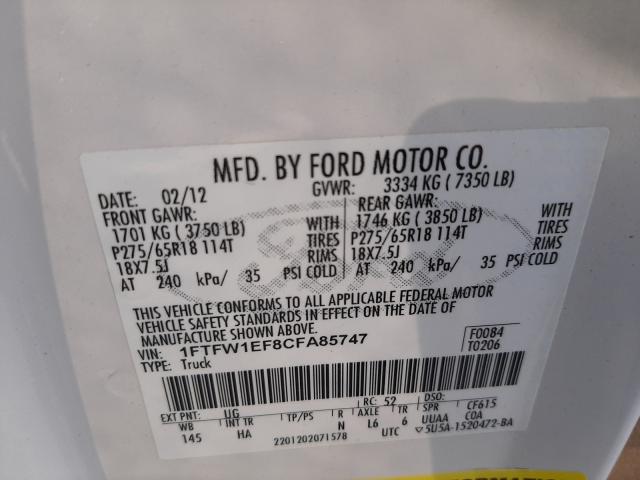 MFD. BY FORD MOTOR CO.
DATE: 02/12 GVWR: 3334 KG ( 7350 LB)
FRONT GAWR: REAR GAWR:
1701 KG ( 3750 LB) WITH 1746 KG ( 3850 LB) WITH
P275/65R18 114T TIRES P275/65R18 114T TIRES
18X7.5J RIMS 18X7.5J RIMS
AT 240 kPa/ 35 PSI COLD AT 240 kPa/ 35 PSI COLD
THIS VEHICLE CONFORMS TO ALL APPLICABLE FEDERAL MOTOR
VEHICLE SAFETY STANDARDS IN EFFECT ON THE DATE OF
MANUFACTURE SHOWN ABOVE.
VIN: 1FTFW1EF8CFA85747 F0084
TYPE: Truck T0206
EXT PNT: UG RC: 52 DSO: CF615
WB INT TR TP/PS R AXLE TR SPR COA
145 HA N L6 6 UUAA
2201202071578 UTC 5U5A-1520472-BA